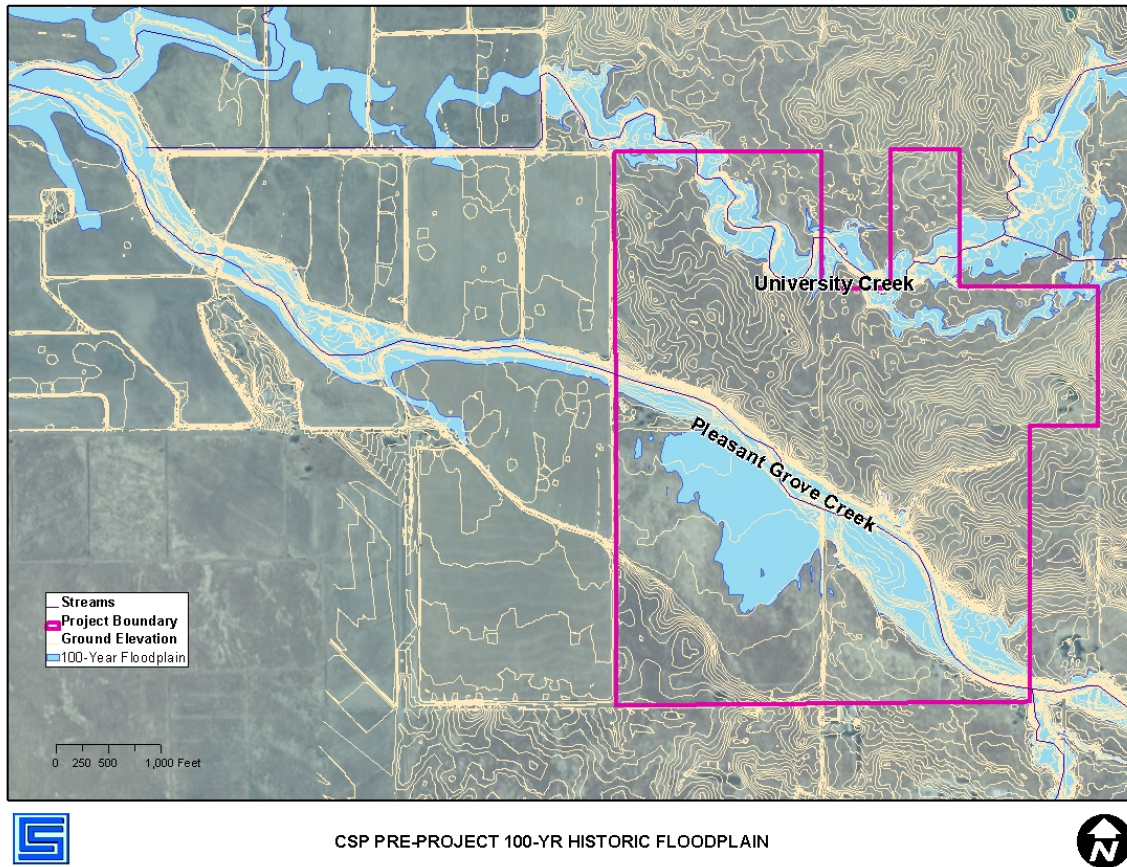 University Creek
Pleasant Grove Creek
Streams
Project Boundary
Ground Elevation
100-Year Floodplain
0 250 500 1,000 Feet
CSP PRE-PROJECT 100-YR HISTORIC FLOODPLAIN
N